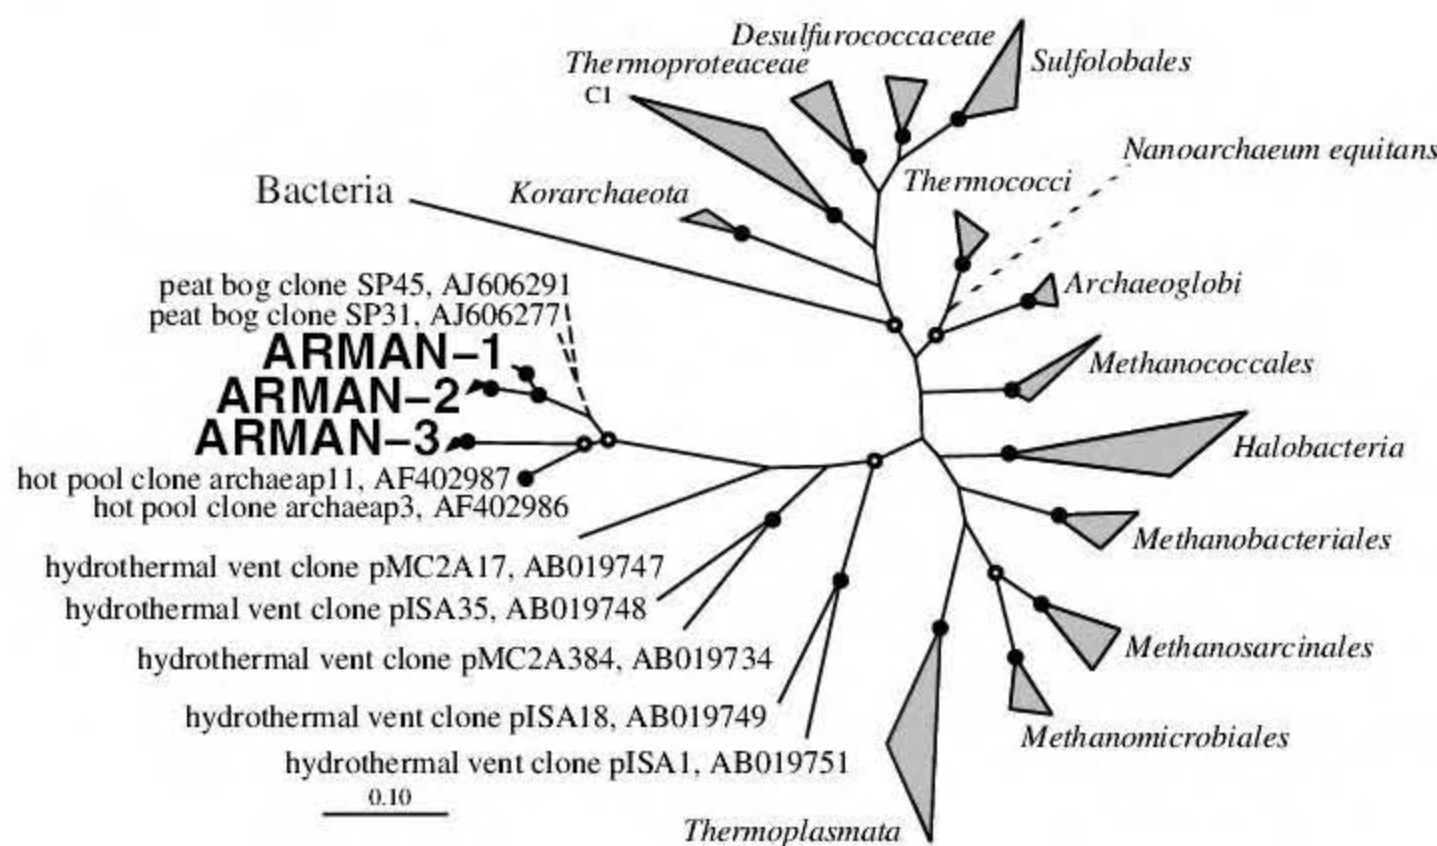 Desulfurococcaceae
Thermoproteaceae
Sulfolobales
C1
Nanoarchaeum equitans
Bacteria
Korarchaeota
Thermococci
peat bog clone SP45, AJ606291
Archaeoglobi
peat bog clone SP31, AJ606277
ARMAN–1
Methanococcales
ARMAN–2
ARMAN–3
Halobacteria
hot pool clone archaeap11, AF402987
hot pool clone archaeap3, AF402986
Methanobacteriales
hydrothermal vent clone pMC2A17, AB019747
hydrothermal vent clone pISA35, AB019748
Methanosarcinales
hydrothermal vent clone pMC2A384, AB019734
hydrothermal vent clone pISA18, AB019749
Methanomicrobiales
hydrothermal vent clone pISA1, AB019751
0.10
Thermoplasmata